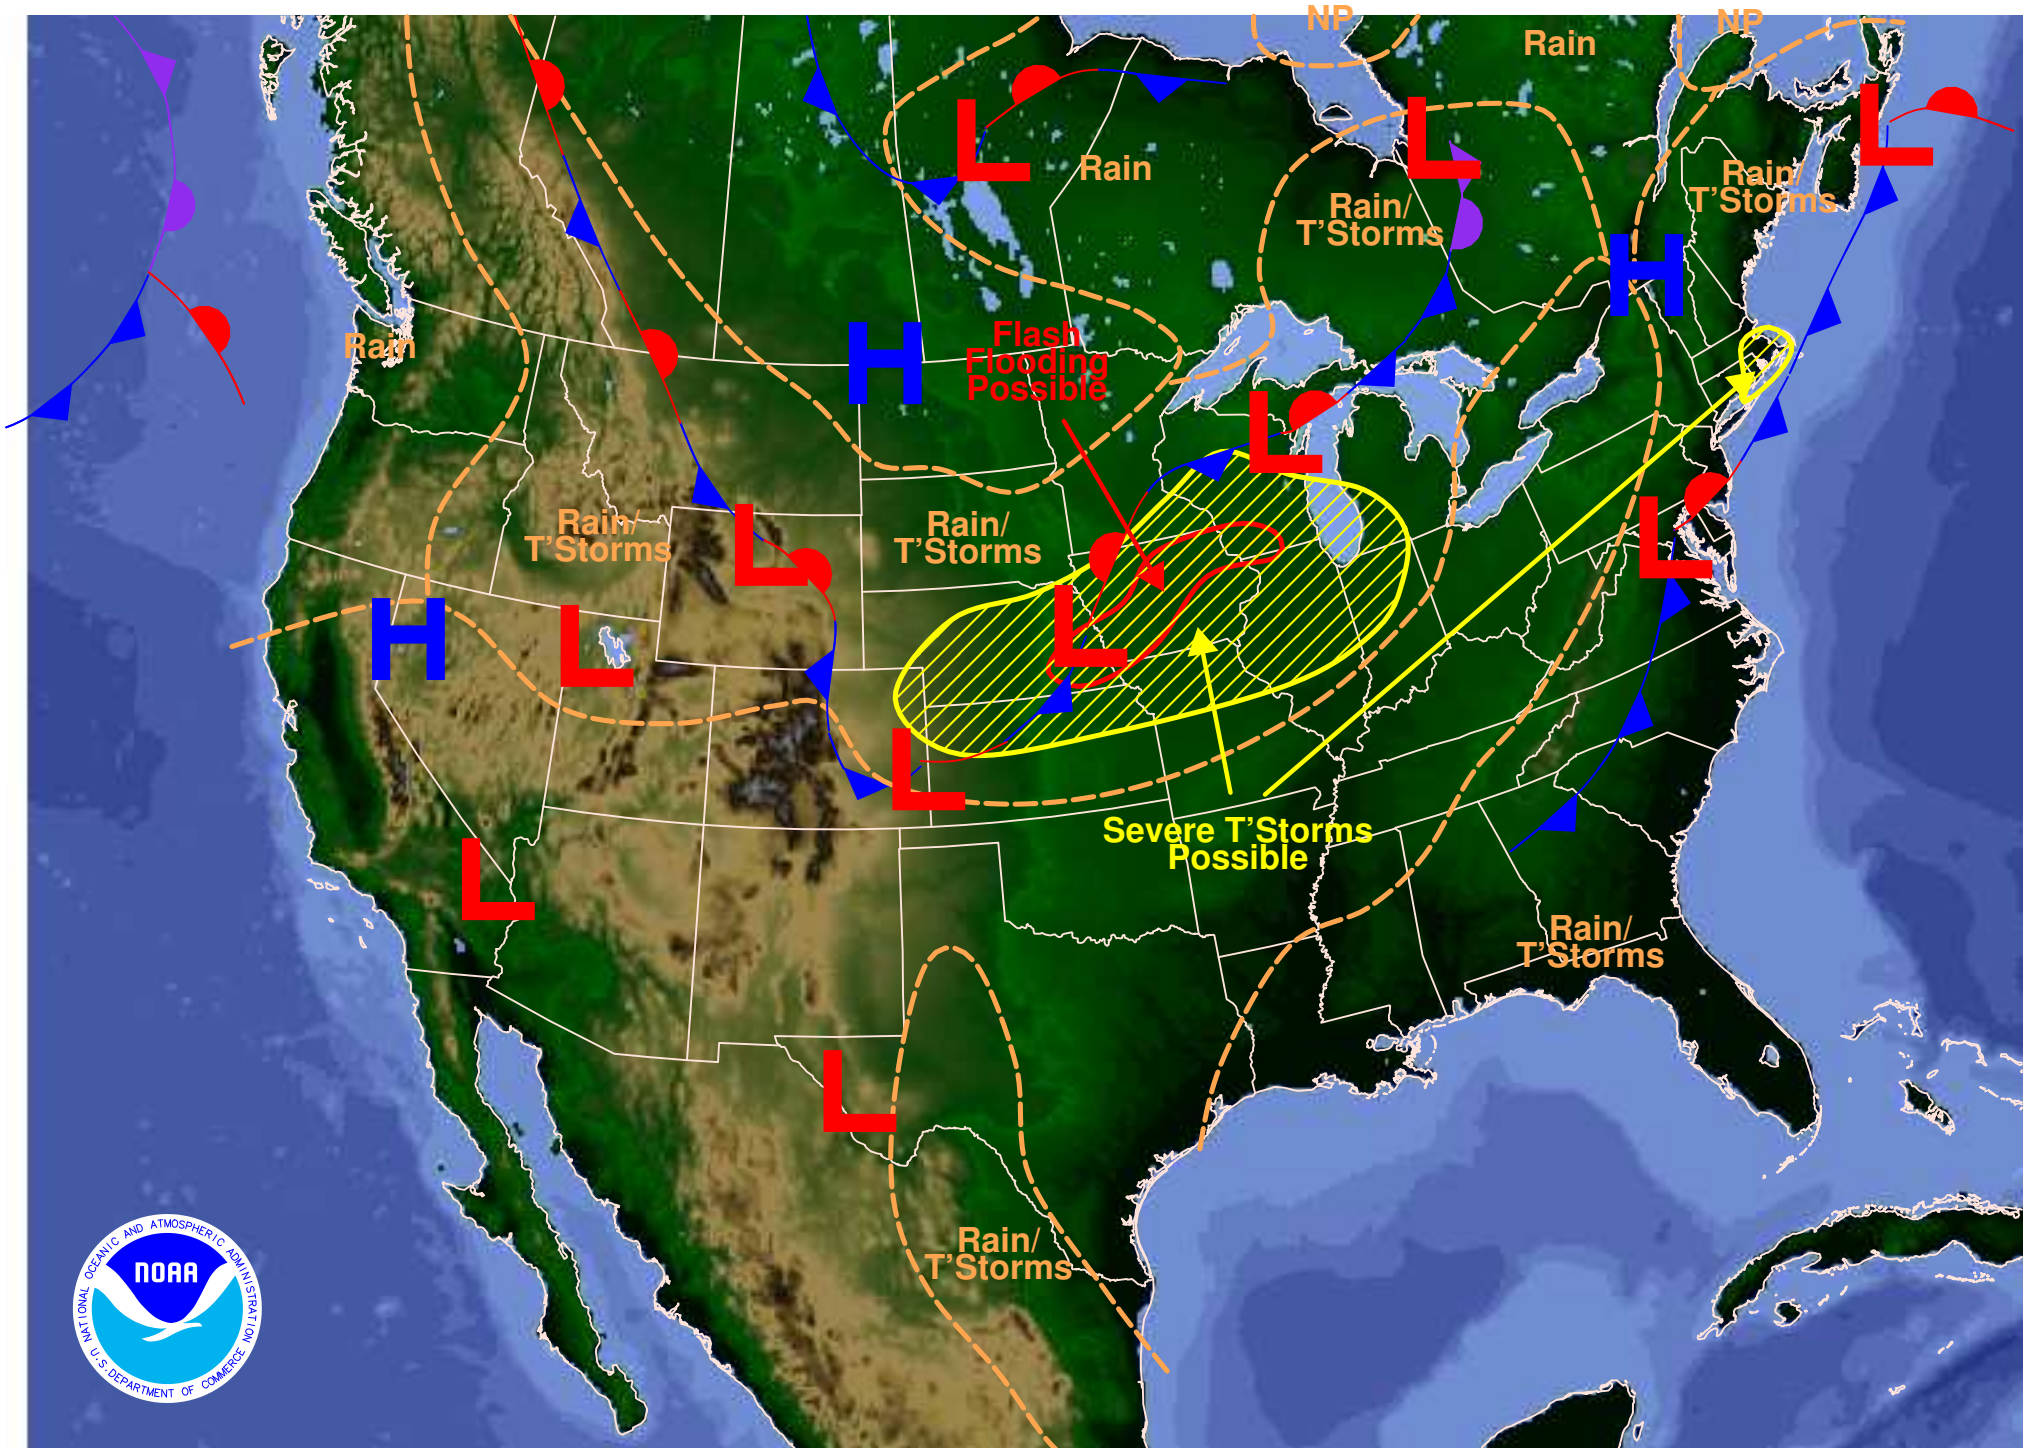 NP
NP
Rain
L
L
L
Rain
Rain/
T'Storms
Rain/
T'Storms
H
Rain
H
Flash
Flooding
Possible
L
Rain/
T'Storms
Rain/
T'Storms
L
L
H
L
L
L
Severe T'Storms
Possible
L
Rain/
T'Storms
L
Rain/
T'Storms
NATIONAL OCEANIC AND ATMOSPHERIC ADMINISTRATION
NOAA
U.S. DEPARTMENT OF COMMERCE